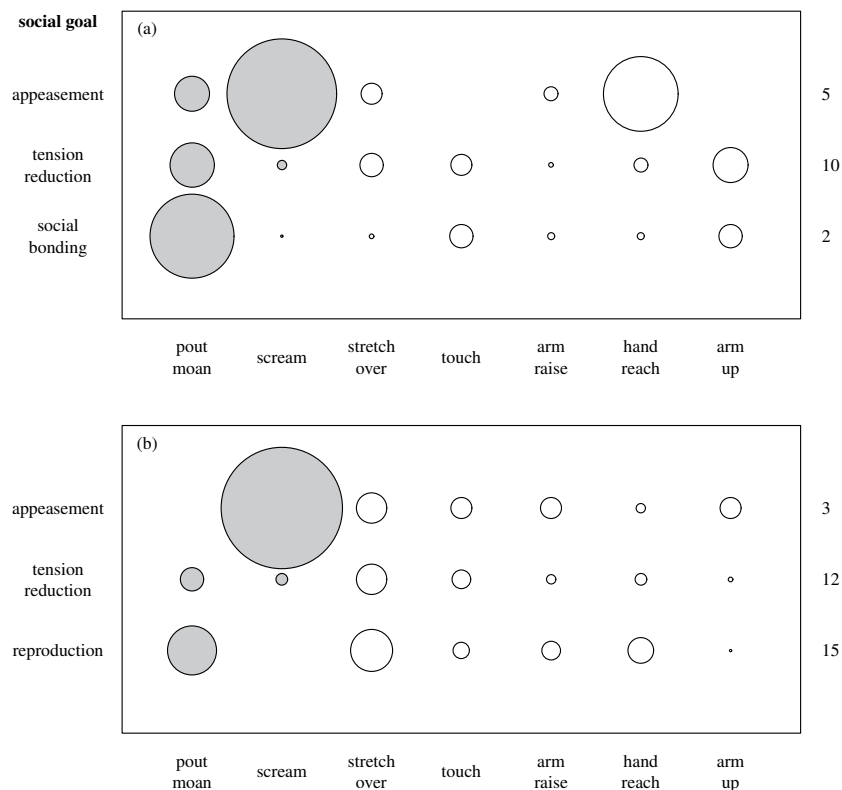 social goal
(a)
appeasement
5
tension
reduction
10
social
bonding
2
pout
moan
scream
stretch
over
touch
arm
raise
hand
reach
arm
up
(b)
appeasement
3
tension
reduction
12
reproduction
15
pout
moan
scream
stretch
over
touch
arm
raise
hand
reach
arm
up